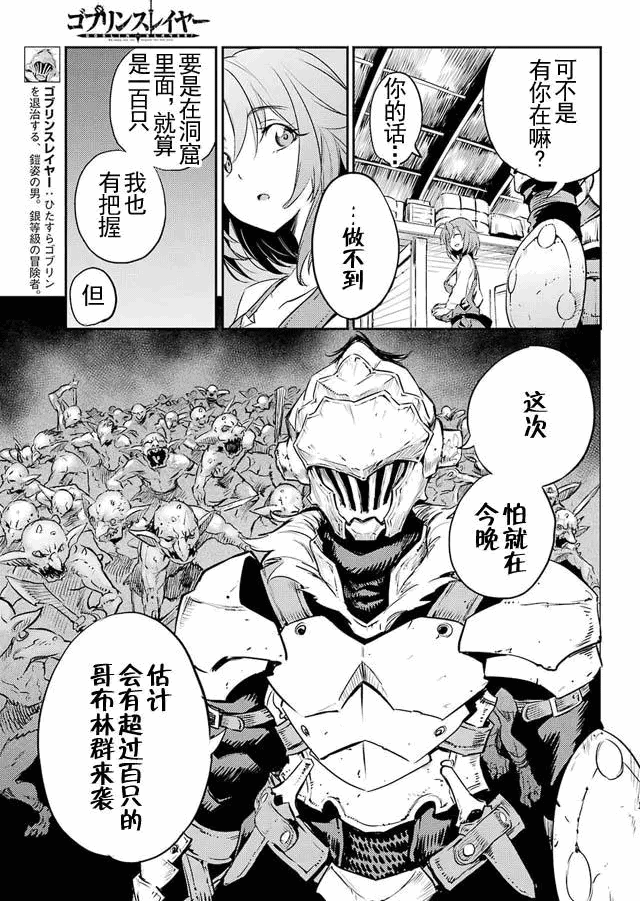 ゴブリンスレイヤー
GOBLIN SLAYER!
ゴブリンスレイヤー：ひたすらゴブリン
を退治する、鎧姿の男。銀等級の冒険者。
可不是
有你在嘛？
你的话…
…做不到
要是在洞窟
里面，就算
是一百只
我也
有把握
但
这次
怕就在
今晚
估计
会有超过百只的
哥布林群来袭